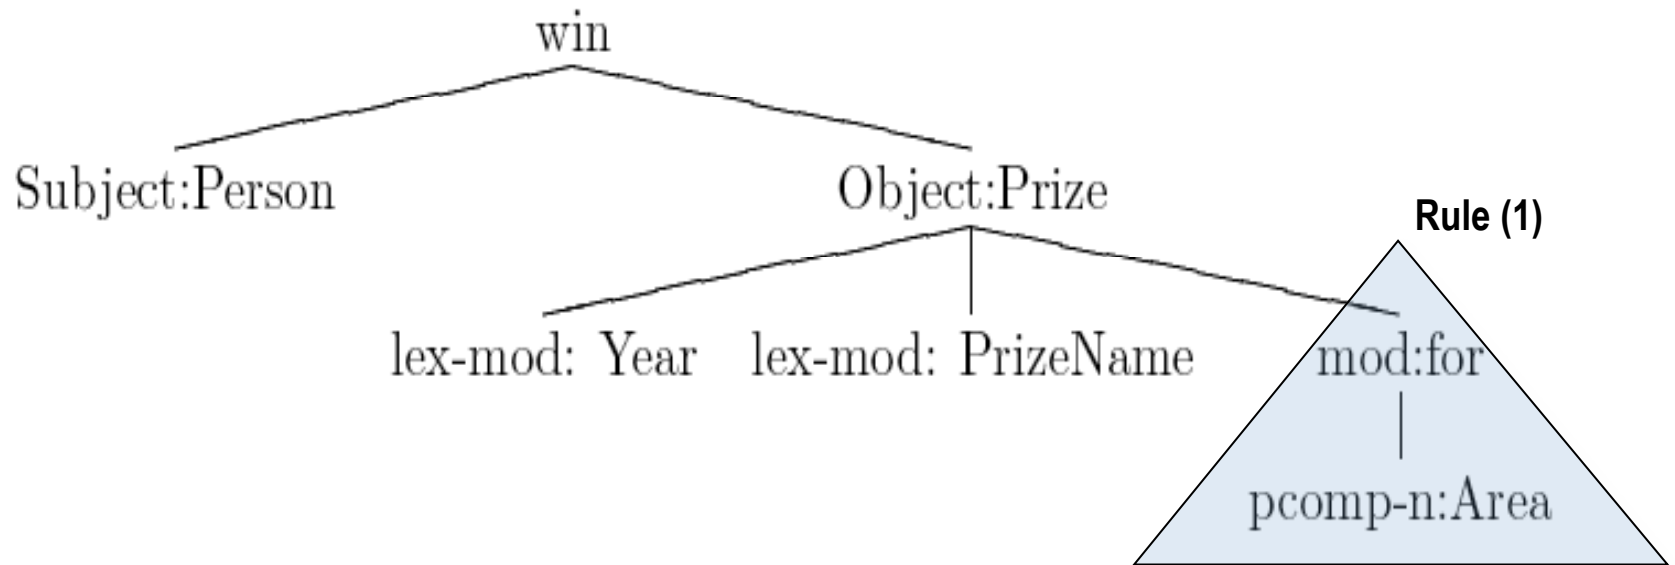 win
Subject:Person
Object:Prize
Rule (1)
lex-mod: Year
lex-mod: PrizeName
mod:for
pcomp-n:Area